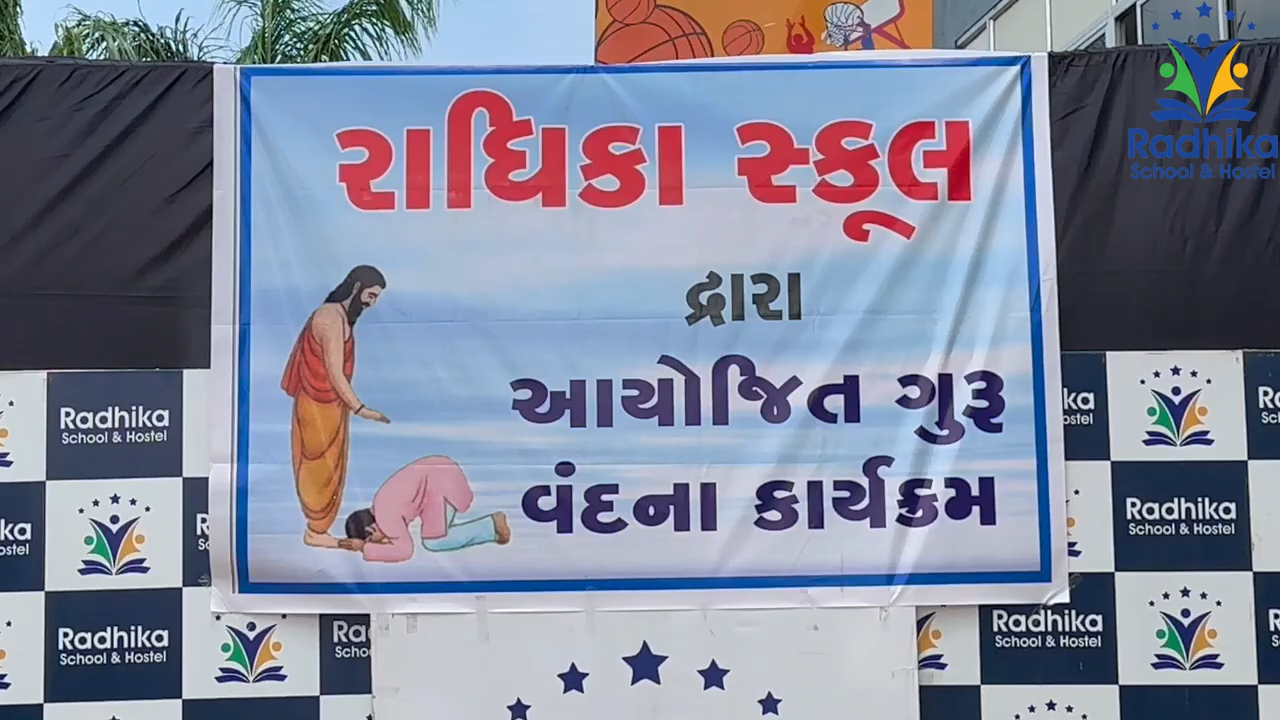 Radhika
School & Hostel
રાધિકા સ્કૂલ
દ્વારા
આયોજિત ગુરૂ
વંદના કાર્યક્રમ
Radhika
School & Hostel
Radhika
School & Hostel
Radhika
School & Hostel
Radhika
School & Hostel